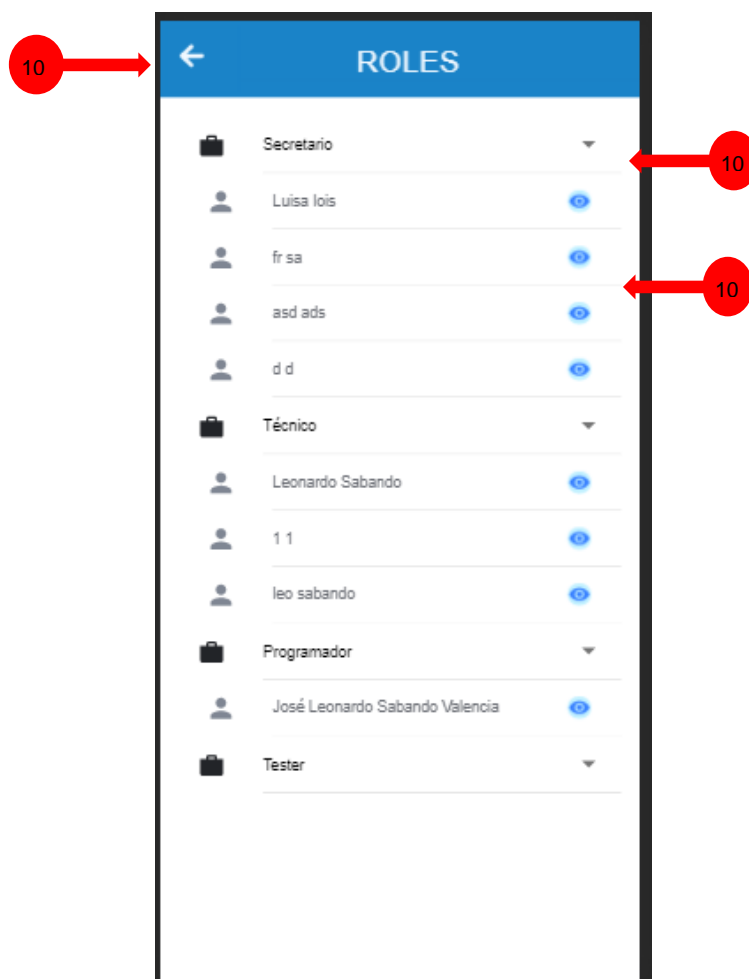 ROLES
10
Secretario
10
Luisa lois
fr sa
10
asd ads
d d
Técnico
Leonardo Sabando
1 1
leo sabando
Programador
José Leonardo Sabando Valencia
Tester